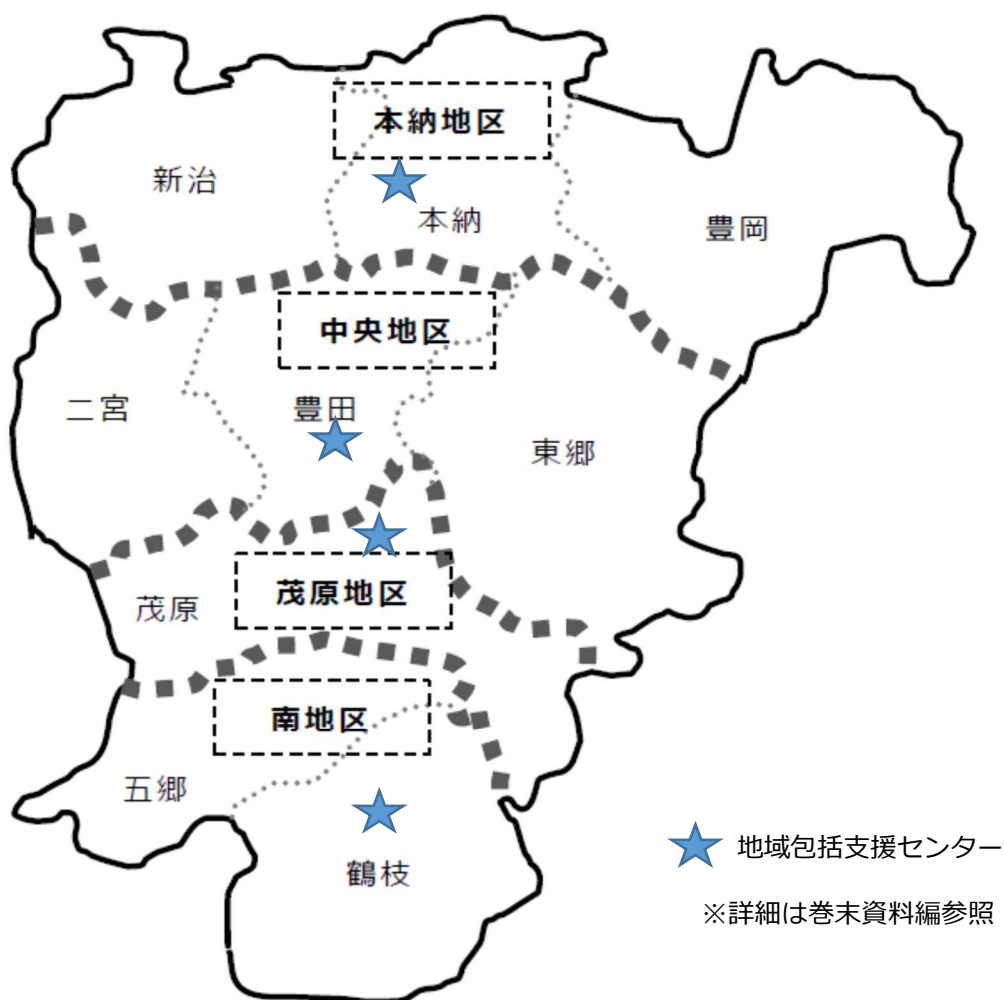 本納地区
新治
本納
豊岡
中央地区
二宮
豊田
東郷
茂原地区
茂原
南地区
五郷
鶴枝
地域包括支援センター
※詳細は巻末資料編参照